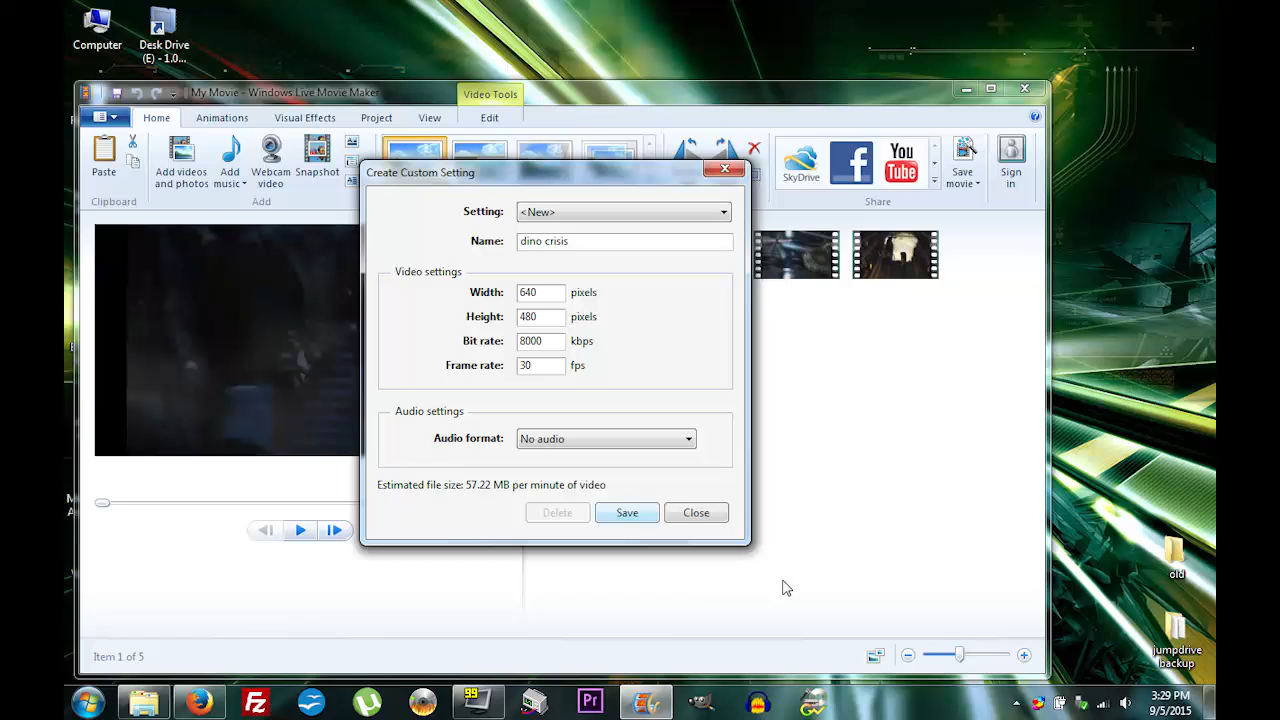 Computer
Desk Drive
(E) - 1.0...
My Movie - Windows Live Movie Maker
Video Tools
Home
Animations
Visual Effects
Project
View
Edit
Paste
Add videos
and photos
Add
music
Webcam
video
Snapshot
SkyDrive
You
Tube
Save
movie
Sign
in
Clipboard
Add
Share
Create Custom Setting
Setting:
<New>
Name:
dino crisis
Video settings
Width:
640
pixels
Height:
480
pixels
Bit rate:
8000
kbps
Frame rate:
30
fps
Audio settings
Audio format:
No audio
Estimated file size: 57.22 MB per minute of video
Delete
Save
Close
old
jumpdrive
backup
Item 1 of 5
99
Pr
3:29 PM
9/5/2015